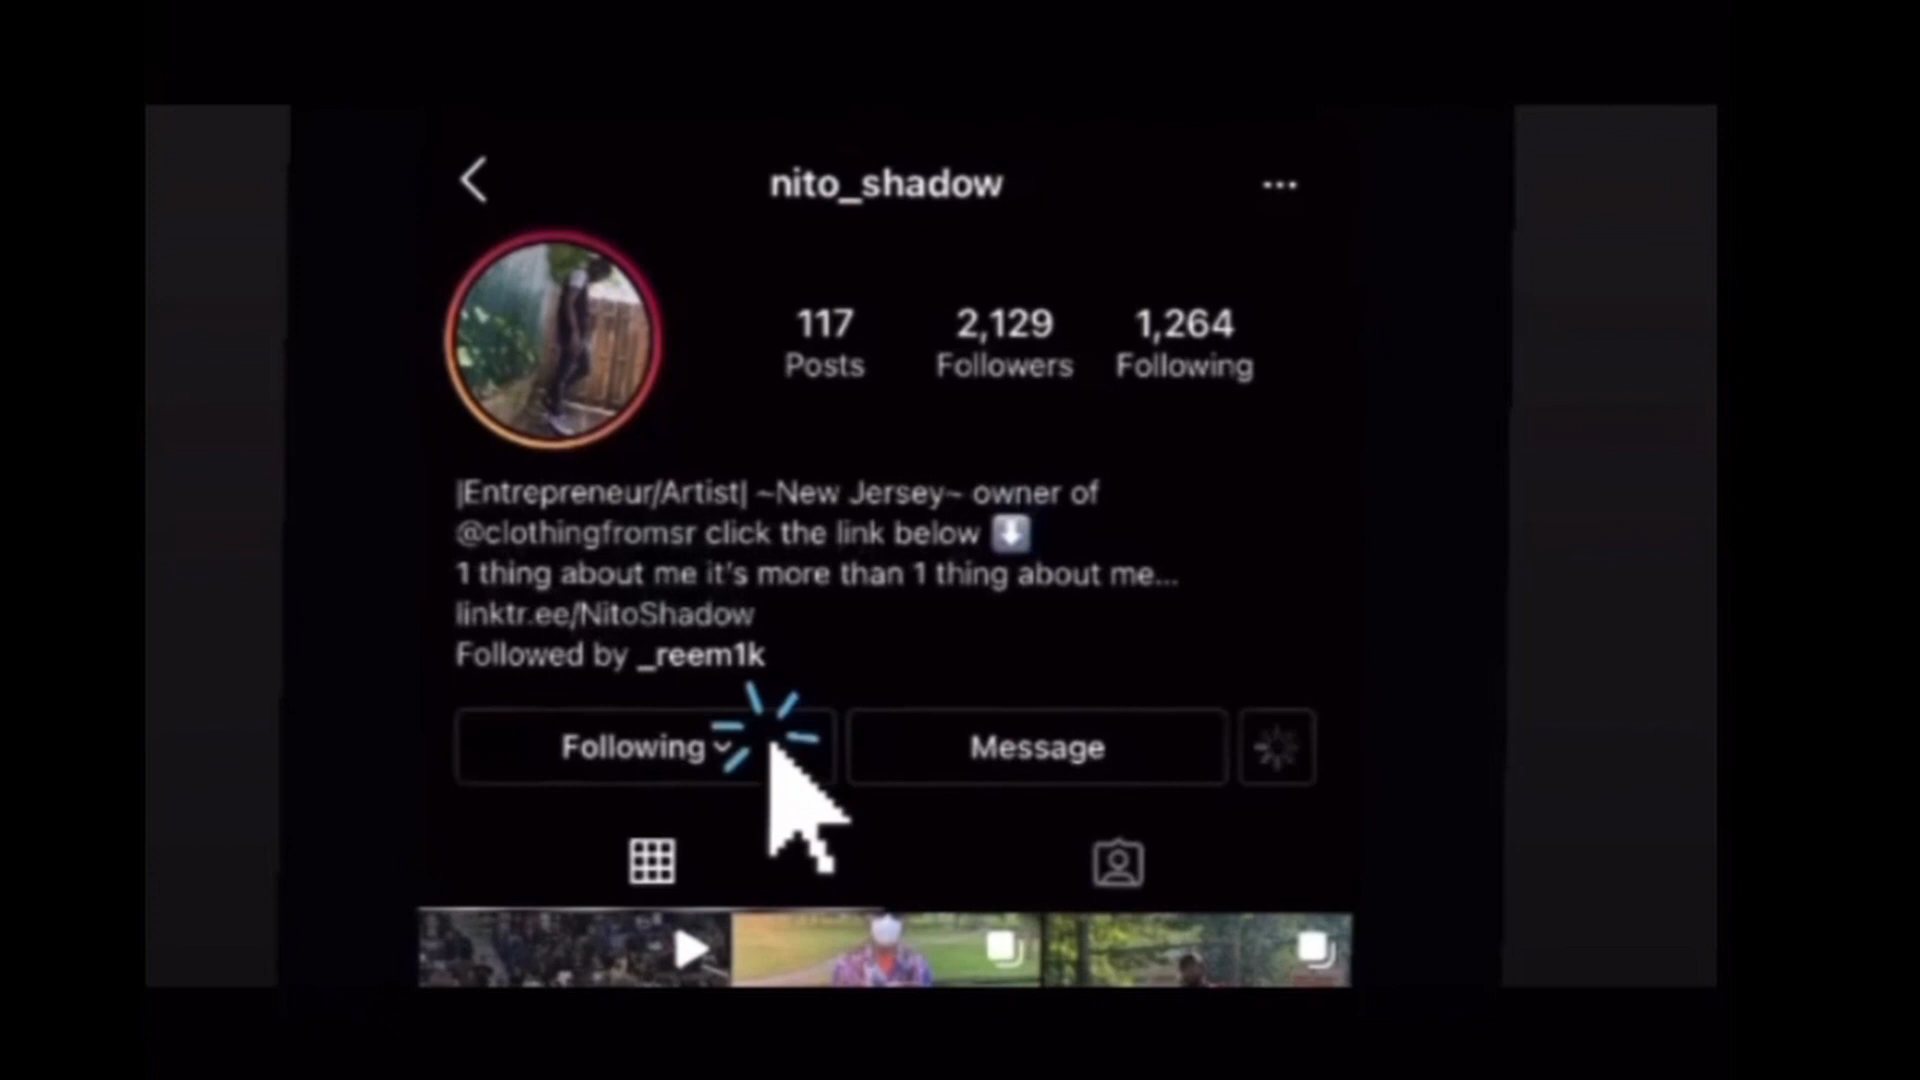 nito_shadow
117 2,129 1,264
Posts Followers Following
|Entrepreneur/Artist| ~New Jersey~ owner of
@clothingfromsr click the link below ⬇️
1 thing about me it's more than 1 thing about me...
linktr.ee/NitoShadow
Followed by _reem1k
Following Message